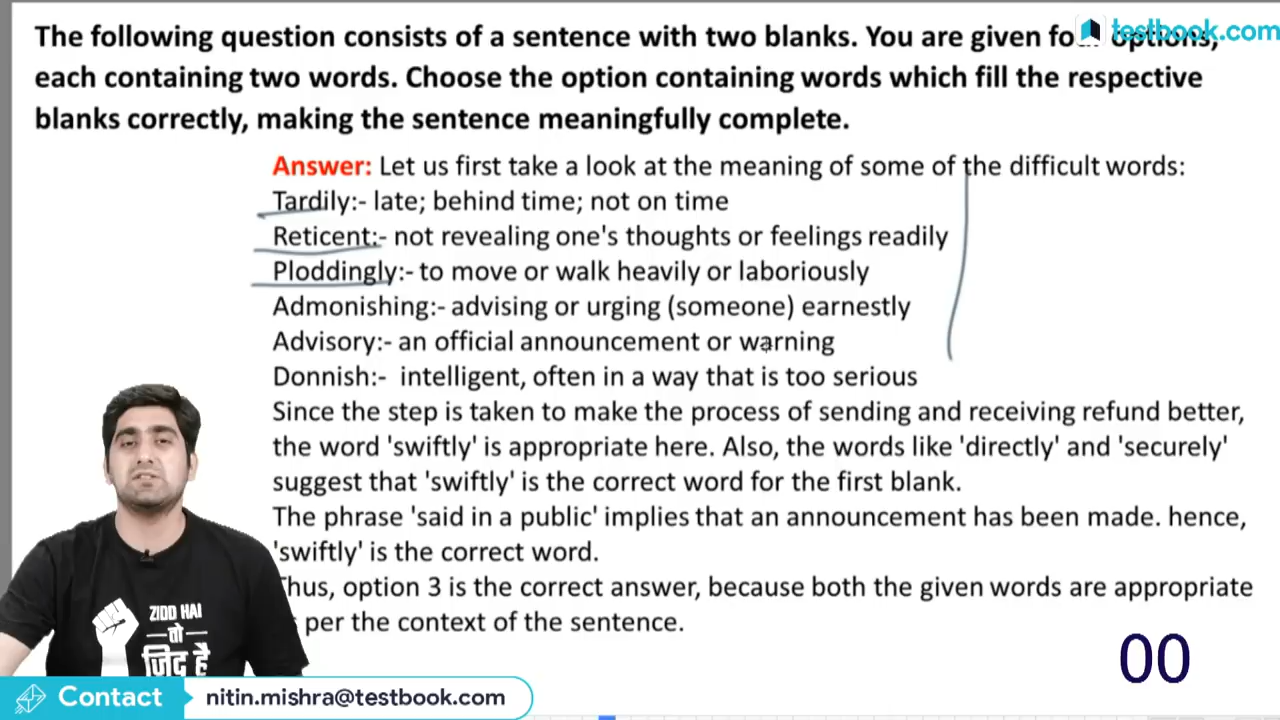 The following question consists of a sentence with two blanks. You are given options,
testbook.com
each containing two words. Choose the option containing words which fill the respective
blanks correctly, making the sentence meaningfully complete.
Answer: Let us first take a look at the meaning of some of the difficult words:
Tardily:- late; behind time; not on time
Reticent:- not revealing one's thoughts or feelings readily
Ploddingly:- to move or walk heavily or laboriously
Admonishing:- advising or urging (someone) earnestly
Advisory:- an official announcement or warning
Donnish:- intelligent, often in a way that is too serious
Since the step is taken to make the process of sending and receiving refund better,
the word 'swiftly' is appropriate here. Also, the words like 'directly' and 'securely'
suggest that 'swiftly' is the correct word for the first blank.
The phrase 'said in a public' implies that an announcement has been made. hence,
'swiftly' is the correct word.
Thus, option 3 is the correct answer, because both the given words are appropriate
per the context of the sentence.
ZIDD HAI
तो
ज़िद है
00
Contact nitin.mishra@testbook.com